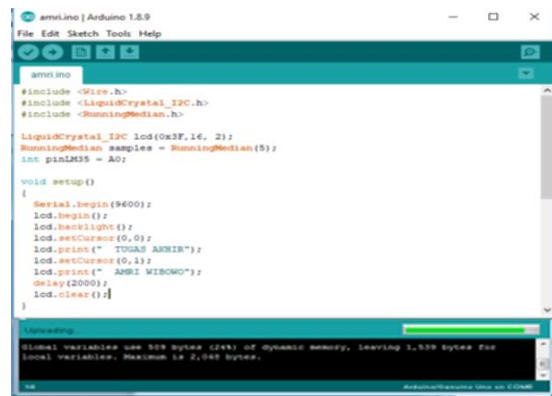 amri.ino | Arduino 1.8.9
File Edit Sketch Tools Help
amri.ino
#include <Wire.h>
#include <LiquidCrystal_I2C.h>
#include <RunningMedian.h>
LiquidCrystal_I2C lcd(0x3F,16, 2);
RunningMedian samples = RunningMedian(5);
int pinLM35 = A0;
void setup()
{
Serial.begin(9600);
lcd.begin();
lcd.backlight();
lcd.setCursor(0,0);
lcd.print("  TUGAS AKHIR");
lcd.setCursor(0,1);
lcd.print("  AMRI WIBOWO");
delay(2000);
lcd.clear();
}
Uploading...
Global variables use 509 bytes (24%) of dynamic memory, leaving 1,539 bytes for
local variables. Maximum is 2,048 bytes.
Arduino/Genuino Uno on